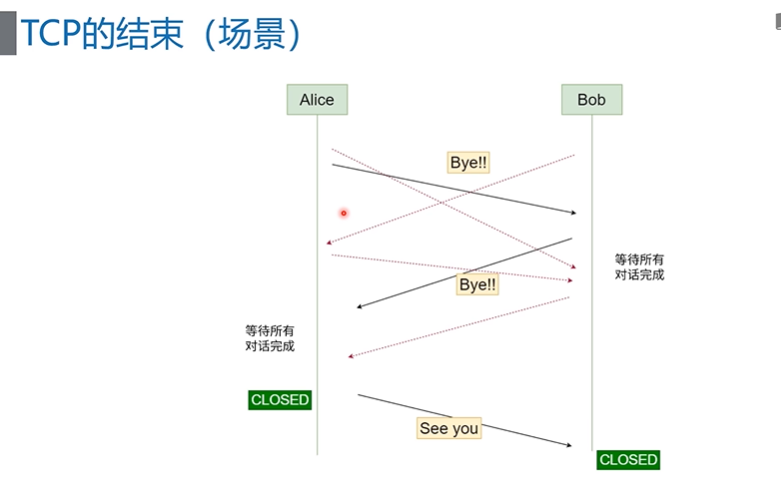 TCP的结束（场景）
Alice
Bob
Bye!!
等待所有
对话完成
Bye!!
等待所有
对话完成
CLOSED
See you
CLOSED